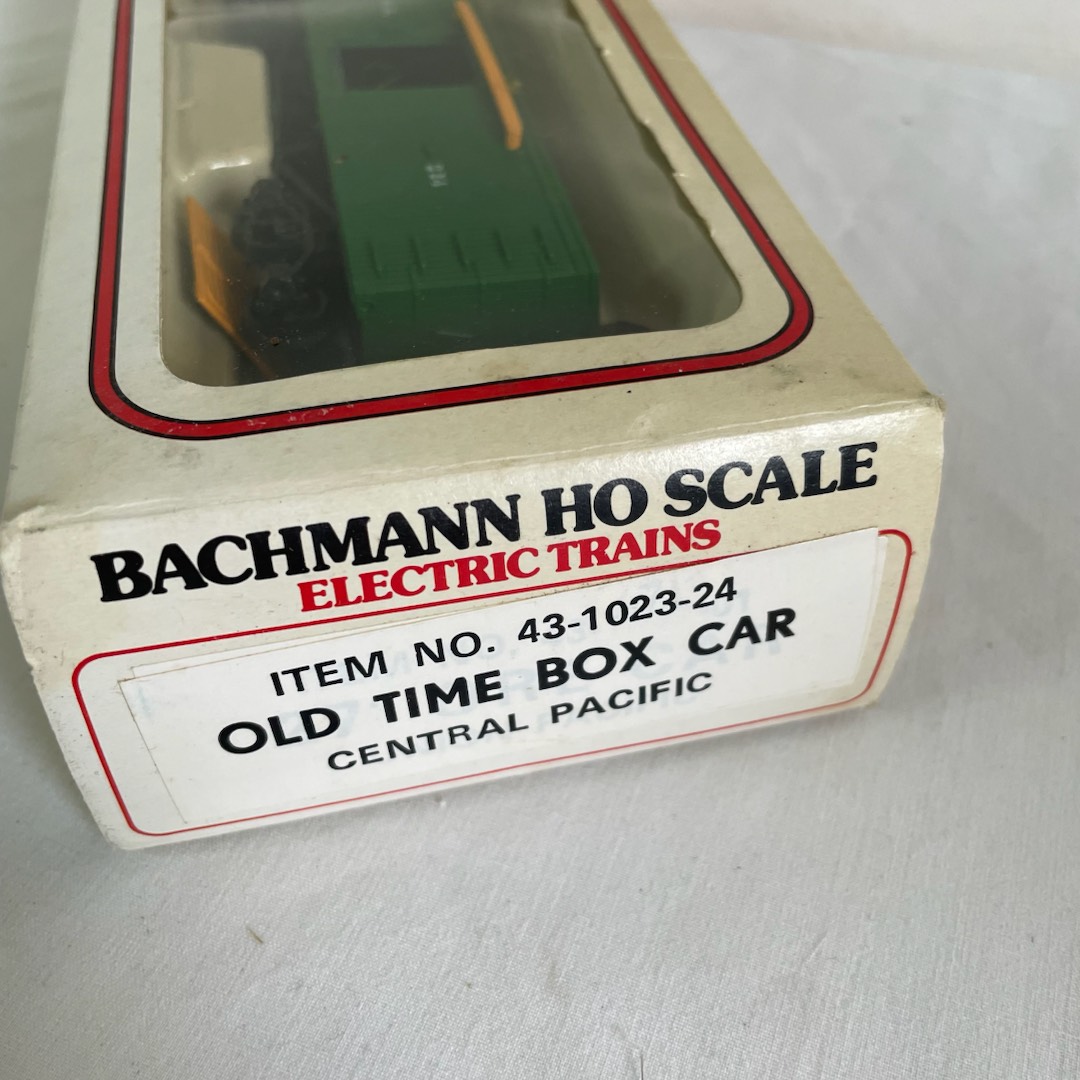 BACHMANN HO SCALE
ELECTRIC TRAINS
ITEM NO. 43-1023-24
OLD TIME BOX CAR
CENTRAL PACIFIC